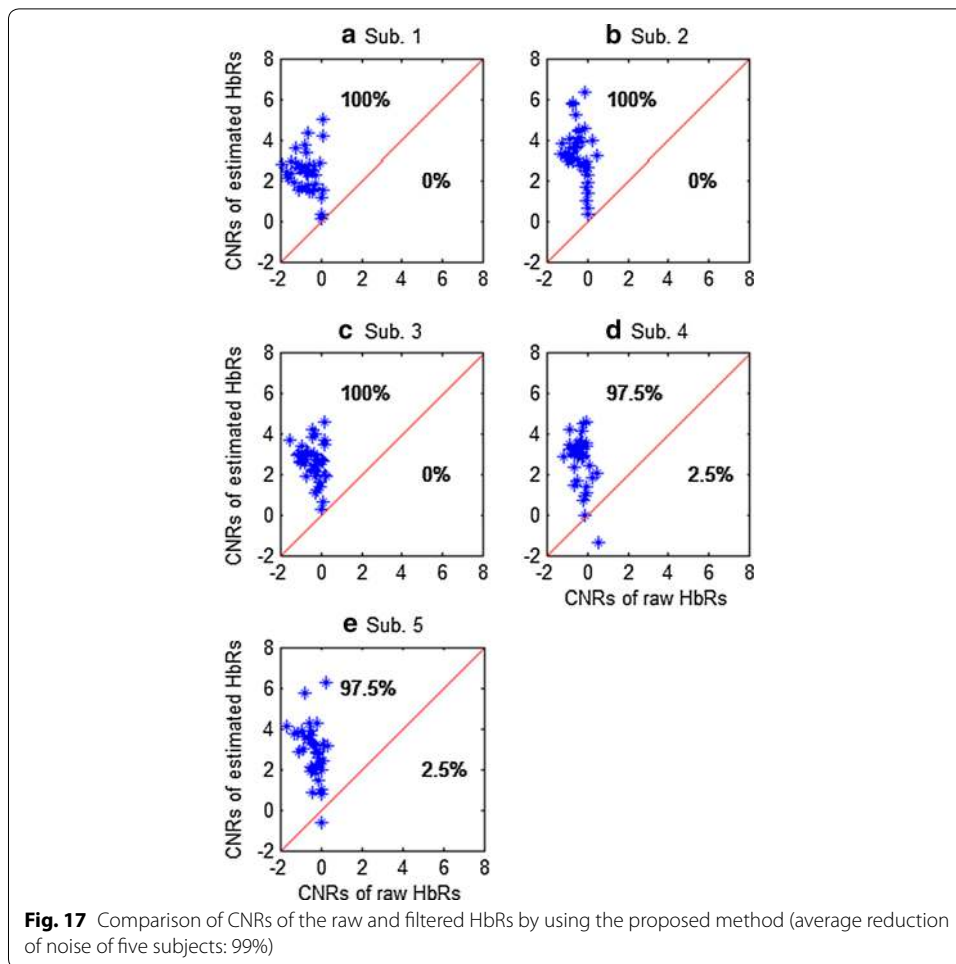 a Sub. 1
b Sub. 2
CNRs of estimated HbRs
8
6
4
2
0
-2
100%
0%
-2 0 2 4 6 8
8
6
4
2
0
-2
100%
0%
-2 0 2 4 6 8
c Sub. 3
d Sub. 4
CNRs of estimated HbRs
8
6
4
2
0
-2
100%
0%
-2 0 2 4 6 8
8
6
4
2
0
-2
97.5%
2.5%
-2 0 2 4 6 8
CNRs of raw HbRs
e Sub. 5
CNRs of estimated HbRs
8
6
4
2
0
-2
97.5%
2.5%
-2 0 2 4 6 8
CNRs of raw HbRs
Fig. 17 Comparison of CNRs of the raw and filtered HbRs by using the proposed method (average reduction
of noise of five subjects: 99%)